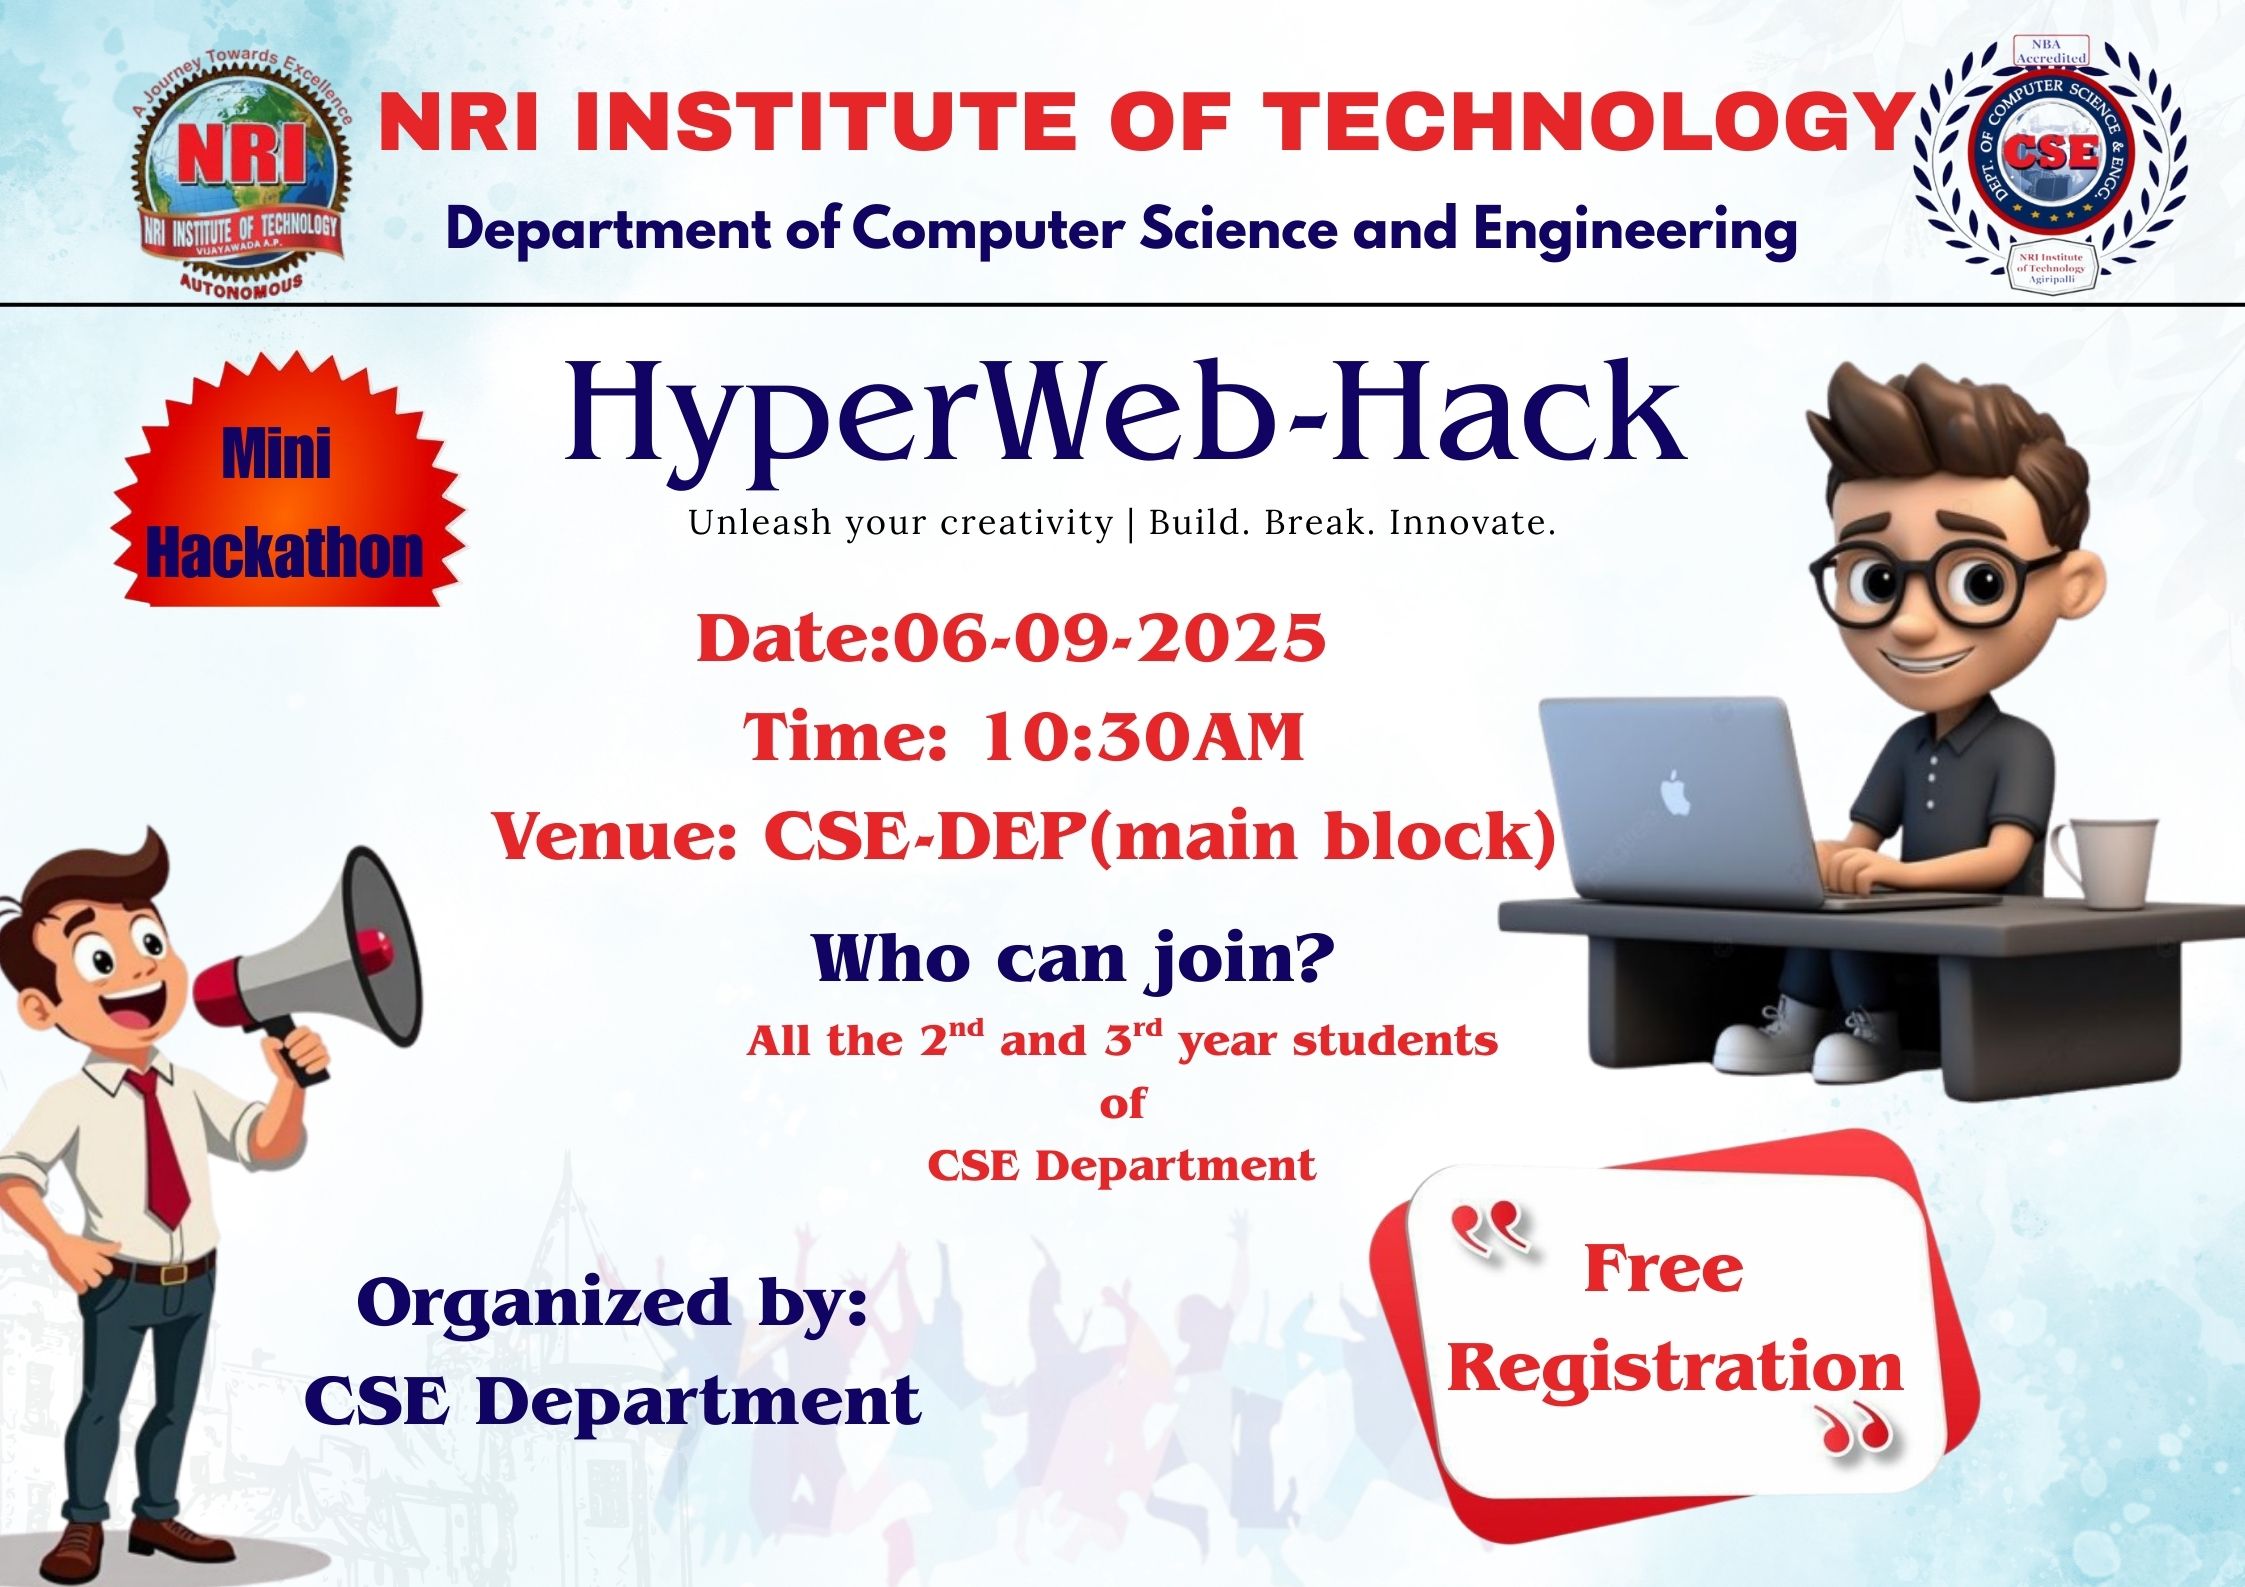 A Journey Towards Excellence
NRI
NRI INSTITUTE OF TECHNOLOGY
VIJAYAWADA A.P.
AUTONOMOUS
NRI INSTITUTE OF TECHNOLOGY
Department of Computer Science and Engineering
NBA
Accredited
DEPT. OF COMPUTER SCIENCE & ENGG.
CSE
NRI Institute
of Technology
Agiripalli
Mini
Hackathon
HyperWeb-Hack
Unleash your creativity | Build. Break. Innovate.
Date:06-09-2025
Time: 10:30AM
Venue: CSE-DEP(main block)
Who can join?
All the 2nd and 3rd year students
of
CSE Department
Organized by:
CSE Department
“ Free
Registration ”